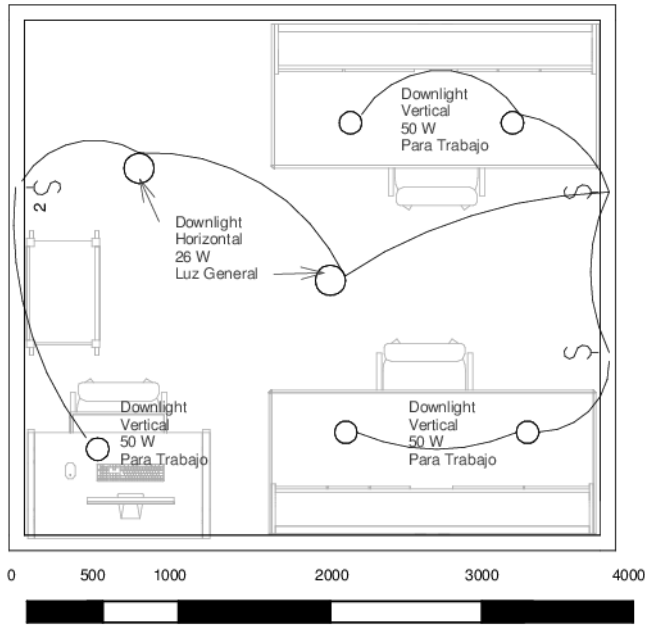 Downlight
Vertical
50 W
Para Trabajo
S
S
2
Downlight
Horizontal
26 W
Luz General
S
Downlight
Vertical
50 W
Para Trabajo
Downlight
Vertical
50 W
Para Trabajo
0 500 1000 2000 3000 4000